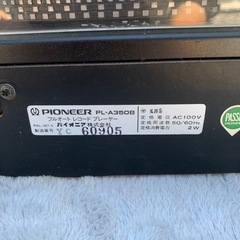 PIONEER PL-A350B
フルオートレコードプレーヤー
パイオニア株式会社
製造番号 YC 60905
定格電圧 AC100V
定格周波数 50/60Hz
定格消費電力 2W